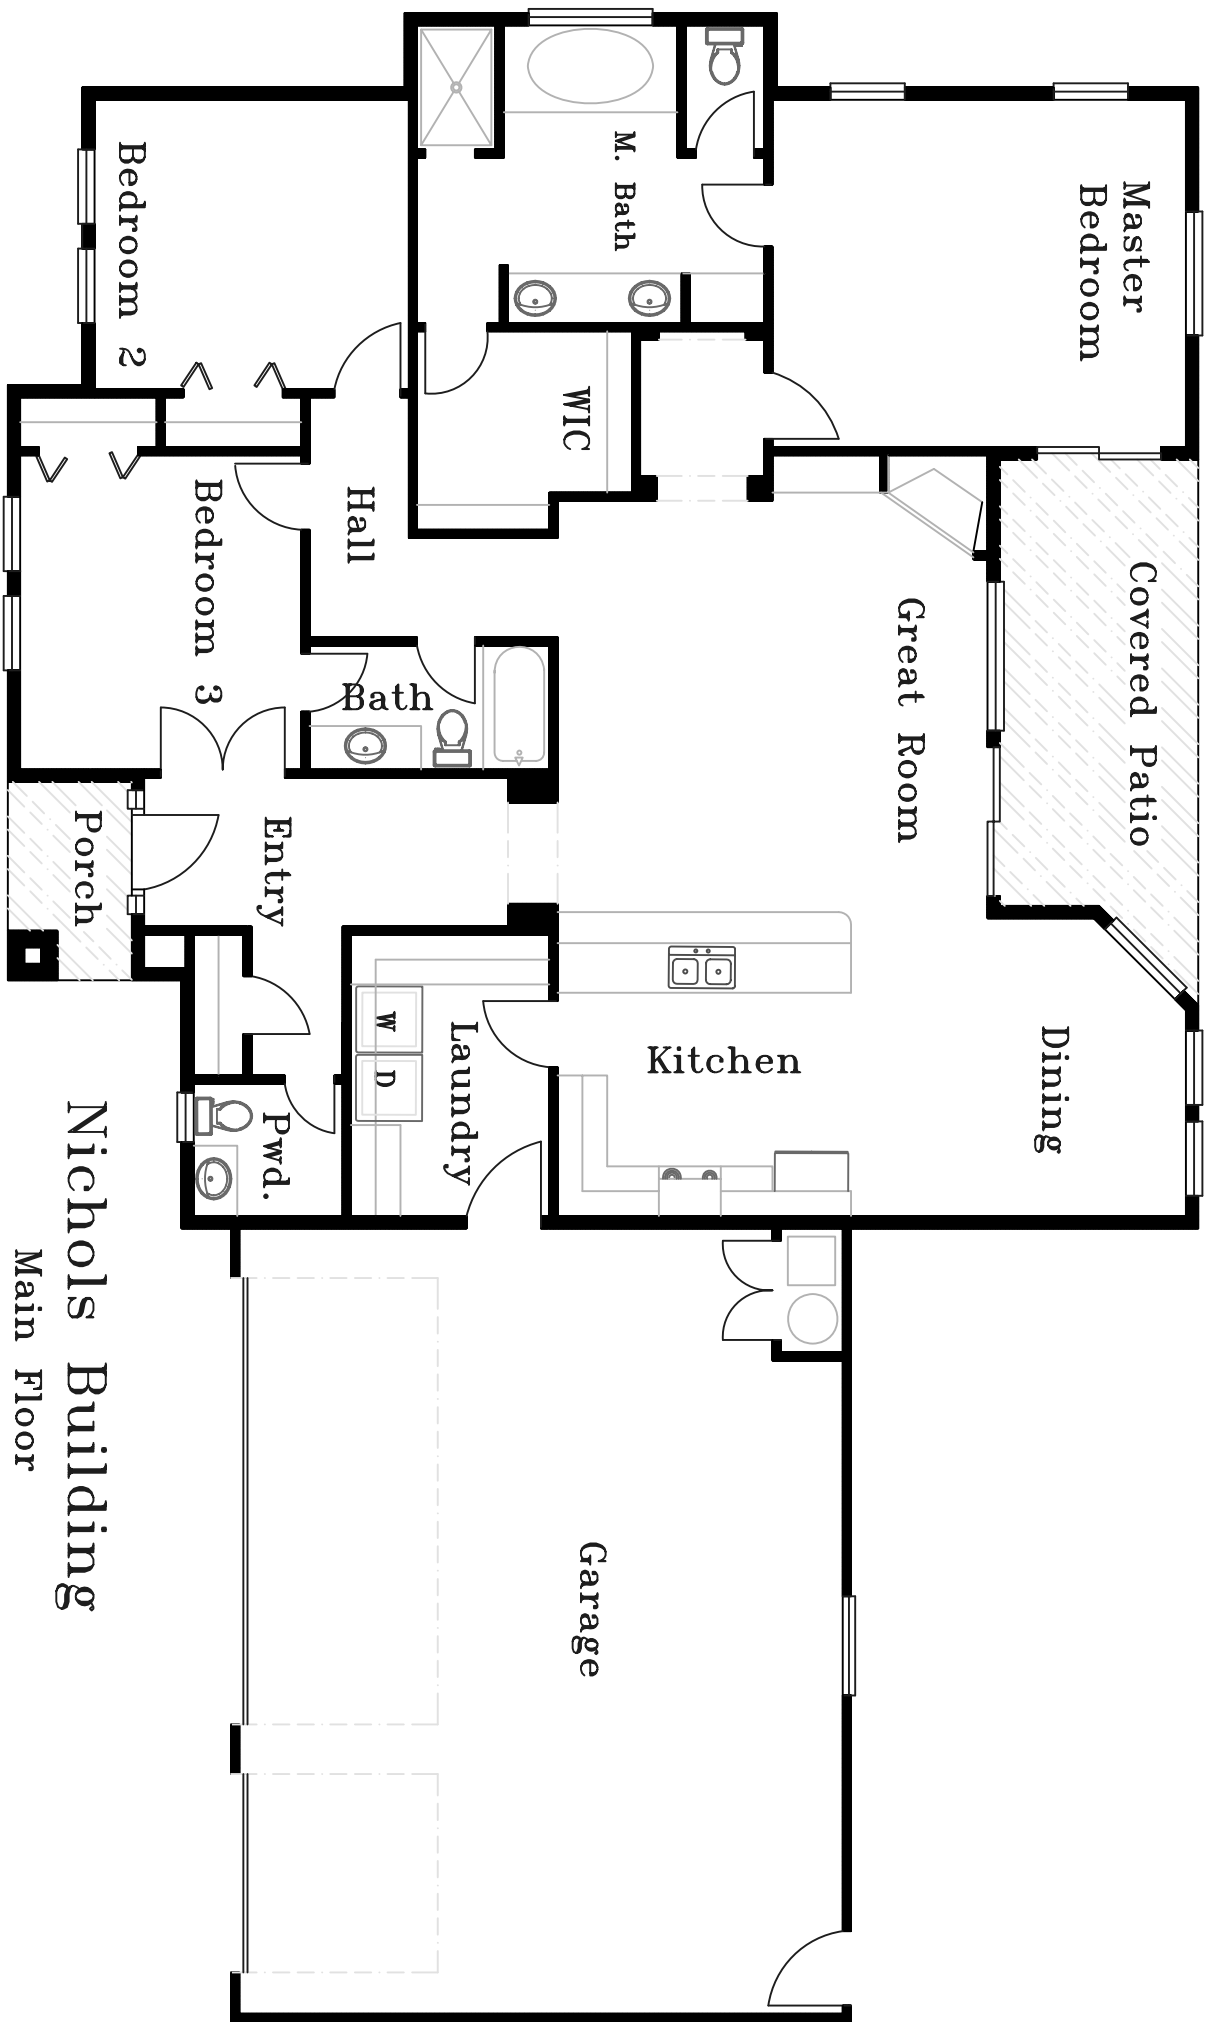 Master
Bedroom
M. Bath
Bedroom 2
WIC
Hall
Bedroom 3
Covered Patio
Great Room
Bath
Porch
Entry
Kitchen
Dining
Laundry
W
D
Pwd.
Garage
Nichols Building
Main Floor